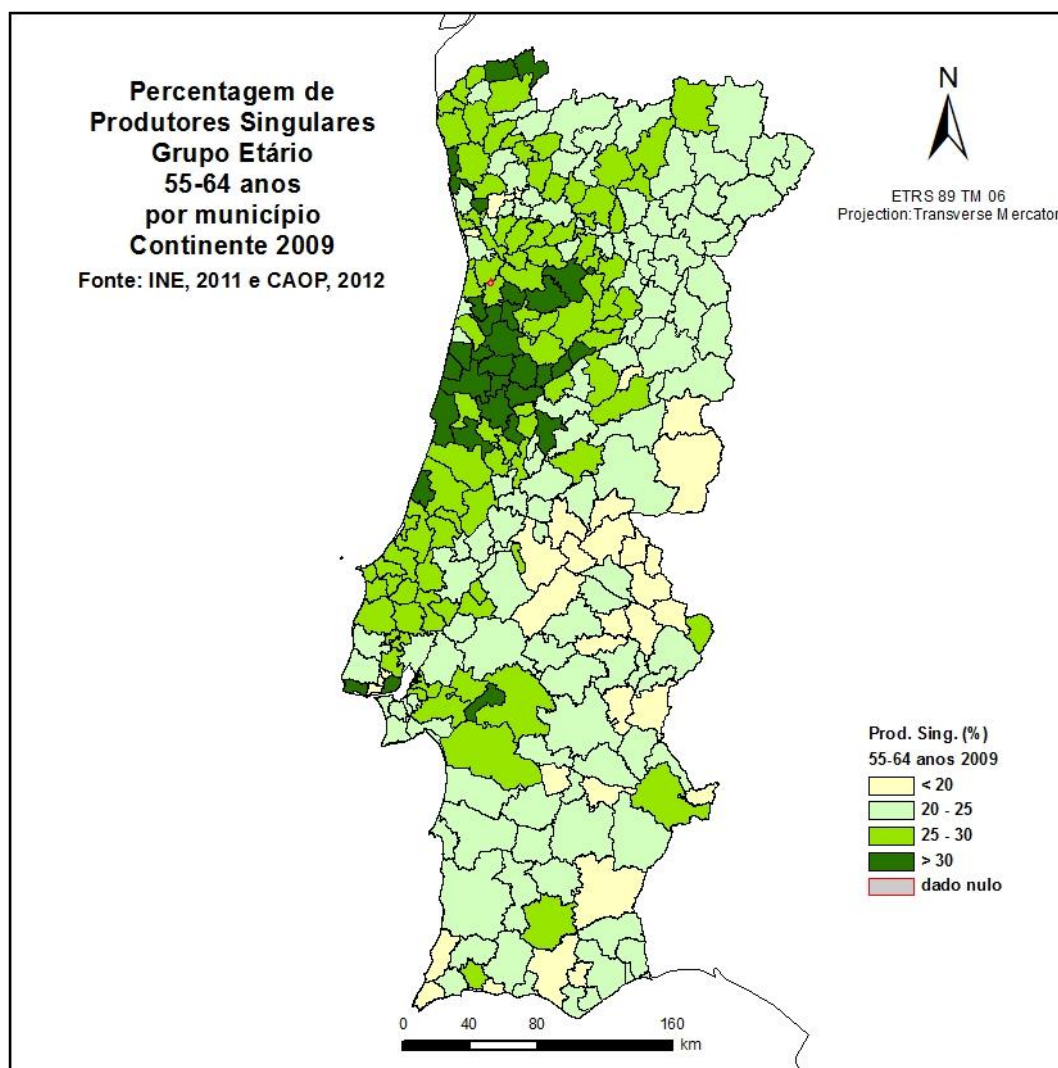 Percentagem de
Produtores Singulares
Grupo Etário
55-64 anos
por município
Continente 2009
Fonte: INE, 2011 e CAOP, 2012
N
ETRS 89 TM 06
Projection: Transverse Mercator
Prod. Sing. (%)
55-64 anos 2009
< 20
20 - 25
25 - 30
> 30
dado nulo
0 40 80 160
km